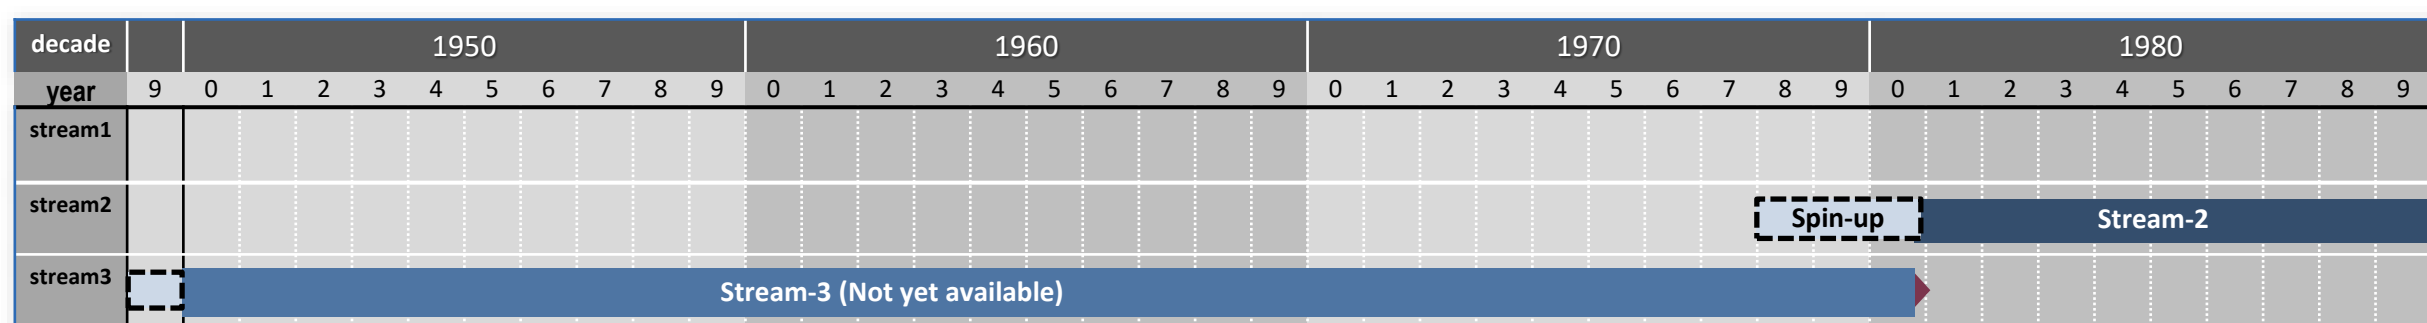 decade 1950 1960 1970 1980
year 9 0 1 2 3 4 5 6 7 8 9 0 1 2 3 4 5 6 7 8 9 0 1 2 3 4 5 6 7 8 9 0 1 2 3 4 5 6 7 8 9
stream1
stream2 Spin-up Stream-2
stream3 Stream-3 (Not yet available)